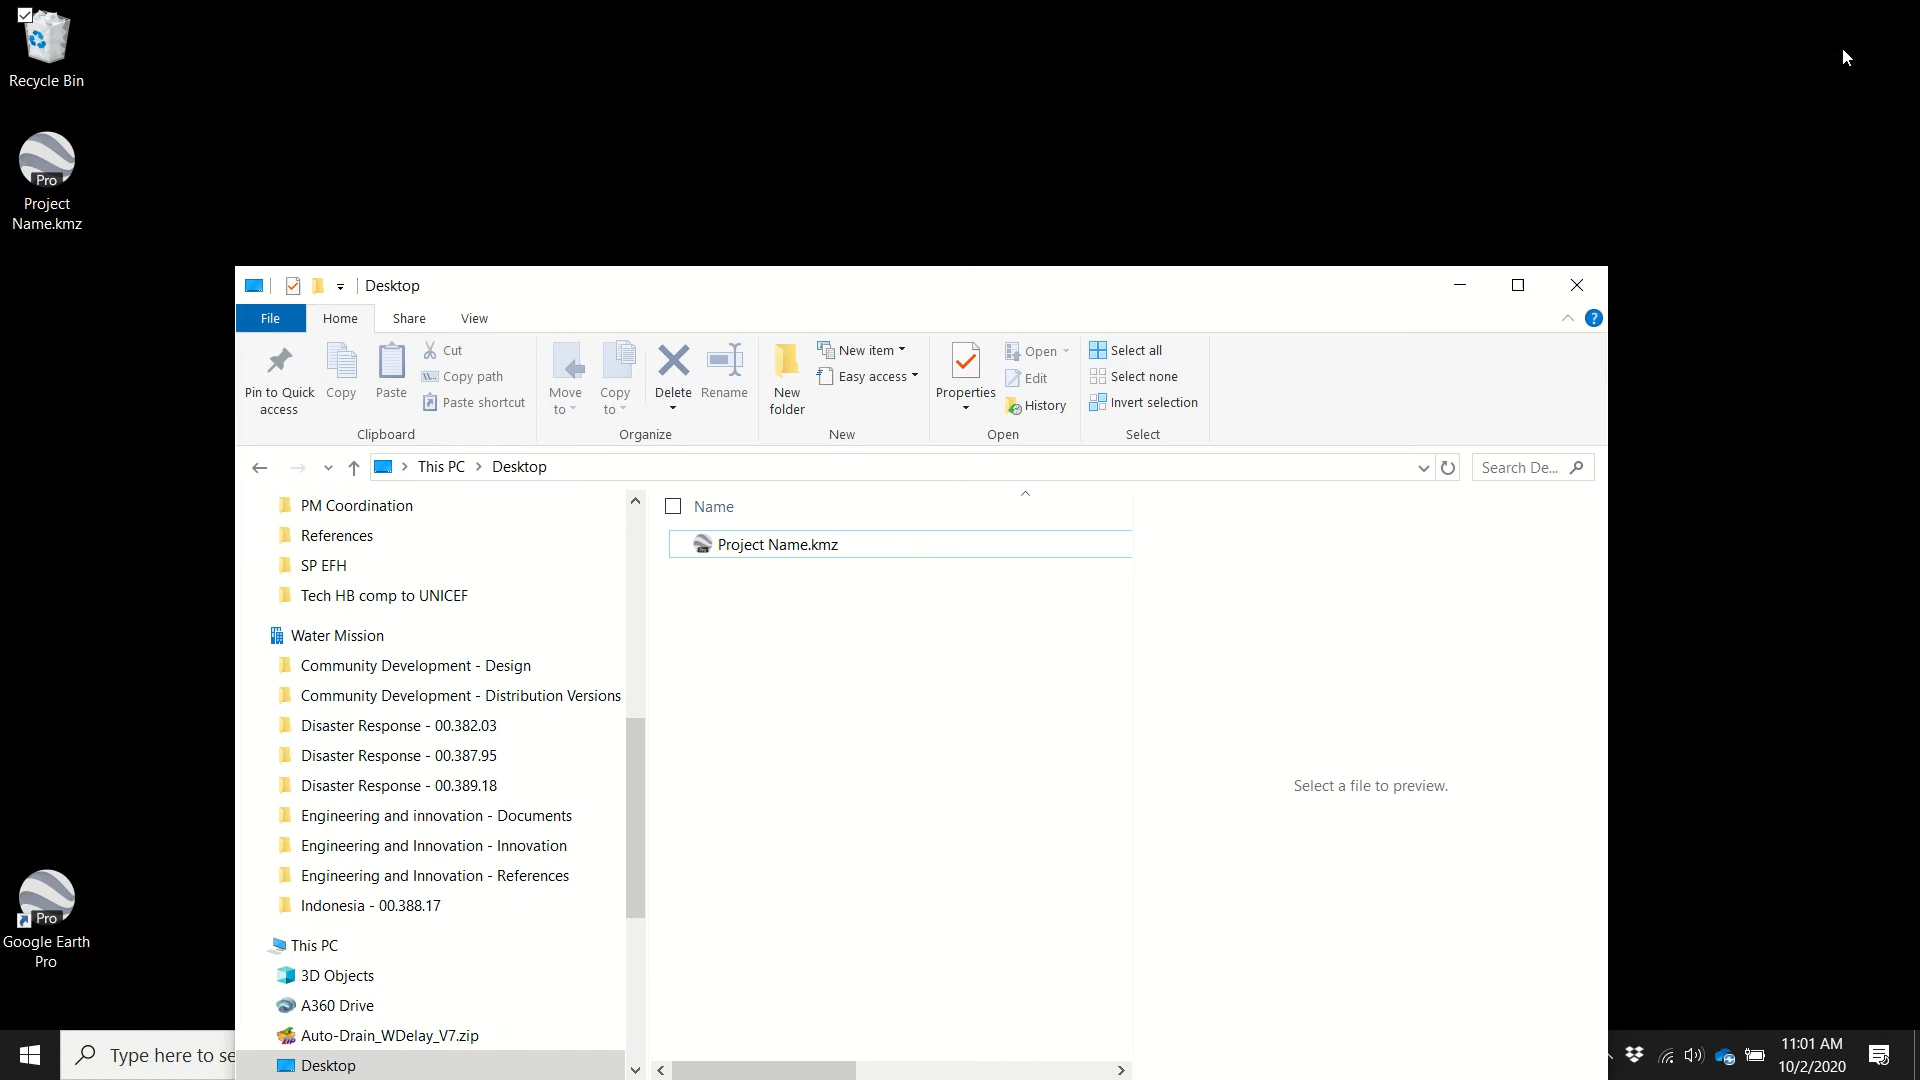 Recycle Bin
Pro
Project
Name.kmz
Desktop
File
Home
Share
View
Pin to Quick
access
Copy
Paste
Cut
Copy path
Paste shortcut
Clipboard
Move
to
Copy
to
Delete
Rename
Organize
New
folder
New item
Easy access
New
Properties
Open
Edit
History
Open
Select all
Select none
Invert selection
Select
This PC
Desktop
Search De...
PM Coordination
References
SP EFH
Tech HB comp to UNICEF
Water Mission
Community Development - Design
Community Development - Distribution Versions
Disaster Response - 00.382.03
Disaster Response - 00.387.95
Disaster Response - 00.389.18
Engineering and innovation - Documents
Engineering and Innovation - Innovation
Engineering and Innovation - References
Indonesia - 00.388.17
This PC
3D Objects
A360 Drive
Auto-Drain_WDelay_V7.zip
Desktop
Name
Project Name.kmz
Select a file to preview.
Pro
Google Earth
Pro
Type here to se
11:01 AM
10/2/2020